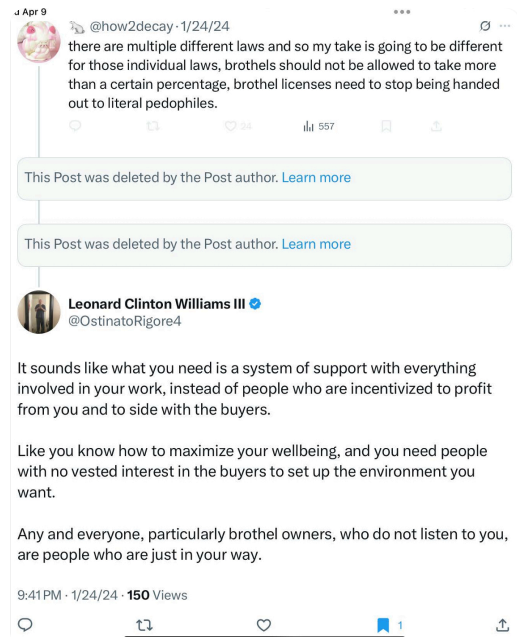 Apr 9
@how2decay · 1/24/24
there are multiple different laws and so my take is going to be different
for those individual laws, brothels should not be allowed to take more
than a certain percentage, brothel licenses need to stop being handed
out to literal pedophiles.
34
557
This Post was deleted by the Post author. Learn more
This Post was deleted by the Post author. Learn more
Leonard Clinton Williams III
@OstinatoRigore4
It sounds like what you need is a system of support with everything
involved in your work, instead of people who are incentivized to profit
from you and to side with the buyers.
Like you know how to maximize your wellbeing, and you need people
with no vested interest in the buyers to set up the environment you
want.
Any and everyone, particularly brothel owners, who do not listen to you,
are people who are just in your way.
9:41 PM · 1/24/24 · 150 Views
1